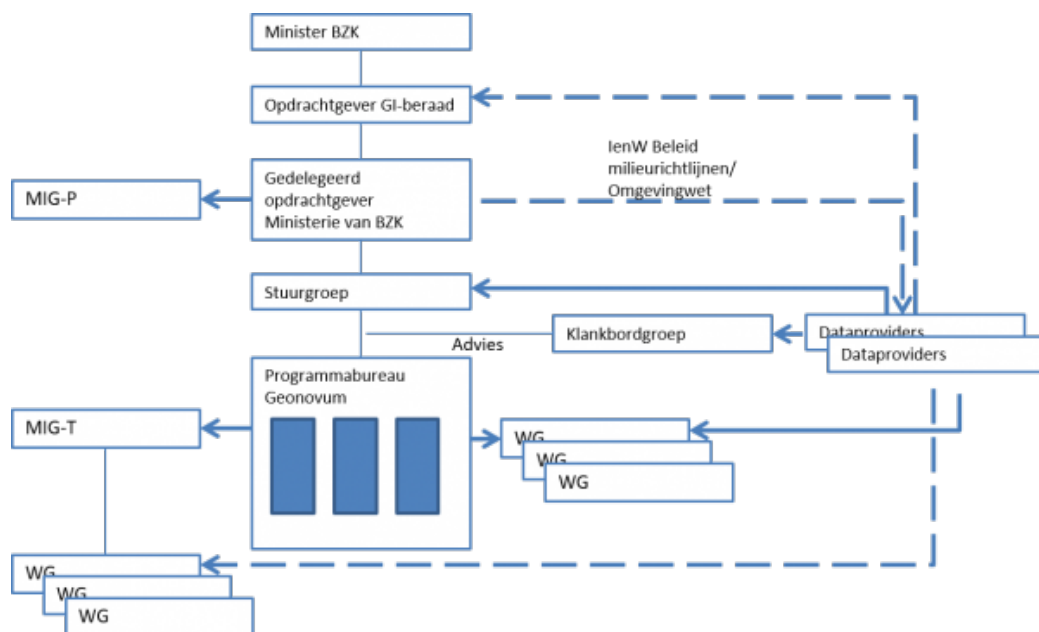 Minister BZK
Opdrachtgever GI-beraad
IenW Beleid
milieurichtlijnen/
Omgevingwet
Gedelegeerd
opdrachtgever
Ministerie van BZK
MIG-P
Stuurgroep
Advies
Klankbordgroep
Dataproviders
Dataproviders
Programmabureau
Geonovum
MIG-T
WG
WG
WG
WG
WG
WG